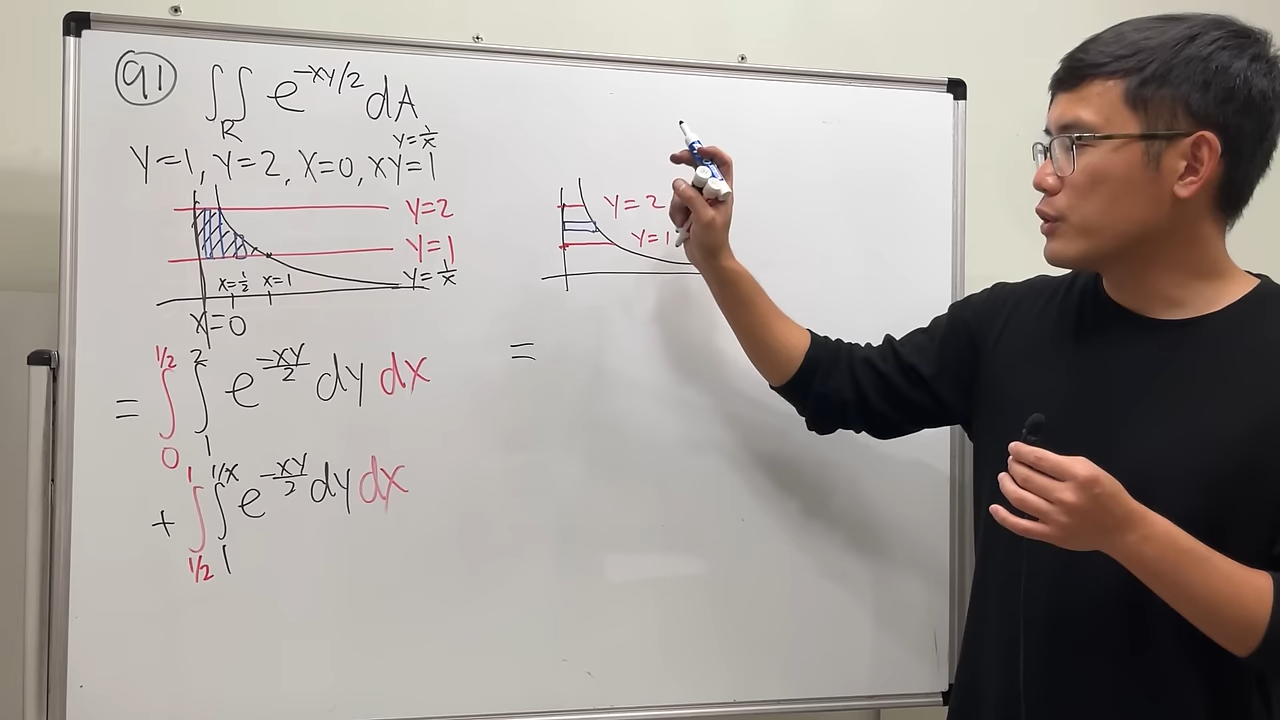 91 ∬_R e^{-xy/2} dA
y=1, y=2, x=0, xy=1
y=1/x
y=2
y=1
x=1/2 x=1
y=1/x
x=0
= ∫_0^{1/2} ∫_1^2 e^{-xy/2} dy dx
+ ∫_{1/2}^1 ∫_1^{1/x} e^{-xy/2} dy dx
y=2
y=1
=